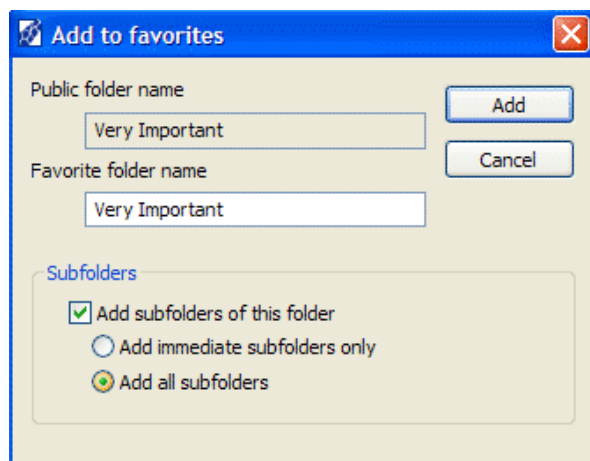 Add to favorites
Public folder name
Add
Very Important
Cancel
Favorite folder name
Very Important
Subfolders
Add subfolders of this folder
Add immediate subfolders only
Add all subfolders